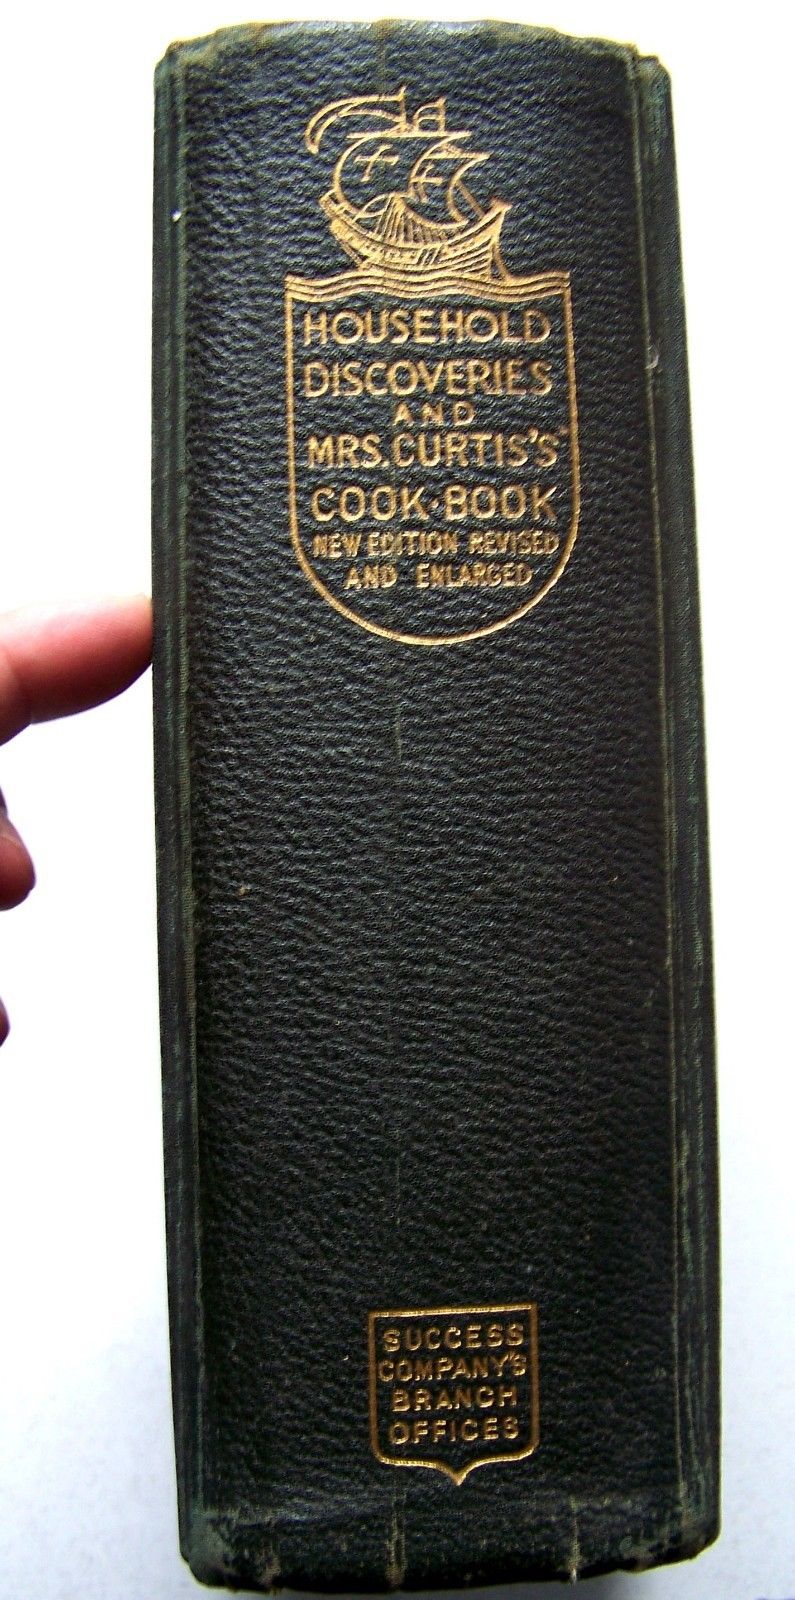 HOUSEHOLD
DISCOVERIES
AND
MRS. CURTIS'S
COOK·BOOK
NEW EDITION REVISED
AND ENLARGED
SUCCESS
COMPANY'S
BRANCH
OFFICES